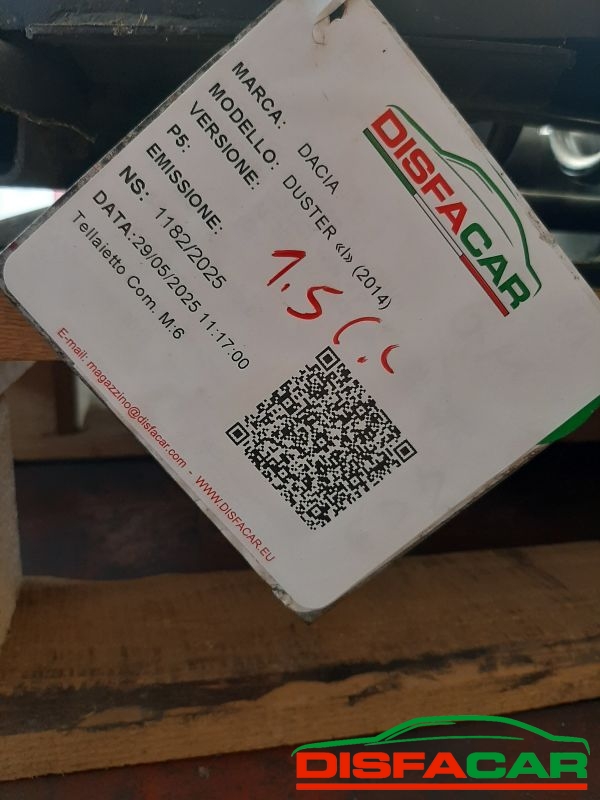 DISFACAR
MARCA: DACIA
MODELLO: DUSTER «I» (2014)
VERSIONE:
P5:
EMISSIONE:
NS: 1182/2025
DATA:29/05/2025 11:17:00
Tellaietto Com. M:6
1.5 C.C
E-mail: magazzino@disfacar.com - WWW.DISFACAR.EU
DISFACAR